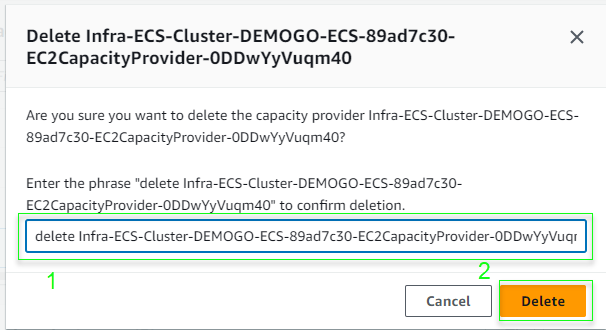 Delete Infra-ECS-Cluster-DEMOGO-ECS-89ad7c30-
EC2CapacityProvider-0DDwYyVuqm40
Are you sure you want to delete the capacity provider Infra-ECS-Cluster-DEMOGO-ECS-
89ad7c30-EC2CapacityProvider-0DDwYyVuqm40?
Enter the phrase "delete Infra-ECS-Cluster-DEMOGO-ECS-89ad7c30-
EC2CapacityProvider-0DDwYyVuqm40" to confirm deletion.
delete Infra-ECS-Cluster-DEMOGO-ECS-89ad7c30-EC2CapacityProvider-0DDwYyVuqr
1
2
Cancel
Delete